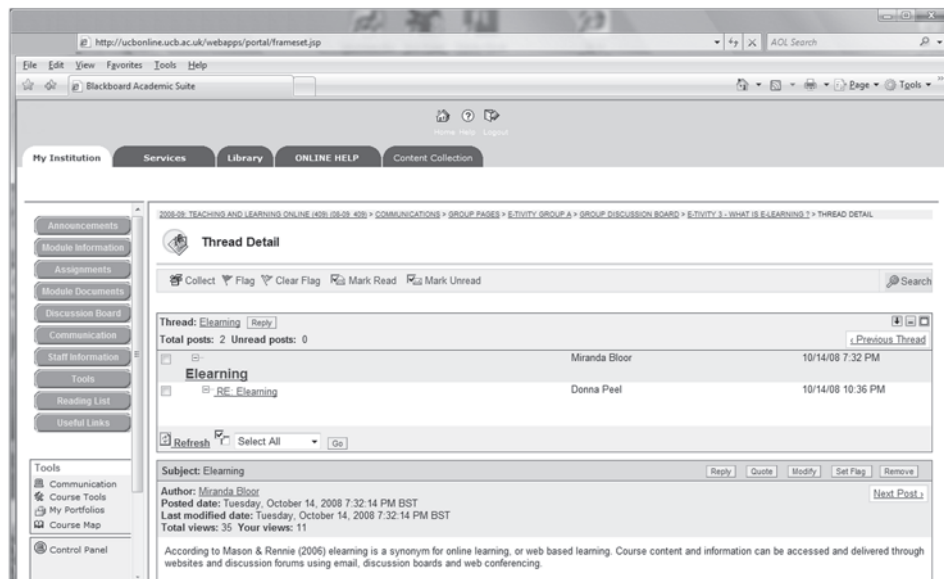 http://ucbonline.ucb.ac.uk/webapps/portal/frameset.jsp
AOL Search
File Edit View Favorites Tools Help
Blackboard Academic Suite
Page Tools
Home Help Logout
My Institution Services Library ONLINE HELP Content Collection
2008-09: TEACHING AND LEARNING ONLINE (409) (08-09_409) > COMMUNICATIONS > GROUP PAGES > E-TIVITY GROUP A > GROUP DISCUSSION BOARD > E-TIVITY 3 - WHAT IS E-LEARNING ? > THREAD DETAIL
Announcements
Module Information
Assignments
Module Documents
Discussion Board
Communication
Staff Information
Tools
Reading List
Useful Links
Tools
Communication
Course Tools
My Portfolios
Course Map
Control Panel
Thread Detail
Collect Flag Clear Flag Mark Read Mark Unread Search
Thread: Elearning Reply
Total posts: 2 Unread posts: 0 ‹ Previous Thread
Miranda Bloor 10/14/08 7:32 PM
Elearning
RE: Elearning Donna Peel 10/14/08 10:36 PM
Refresh Select All Go
Subject: Elearning Reply Quote Modify Set Flag Remove
Author: Miranda Bloor Next Post ›
Posted date: Tuesday, October 14, 2008 7:32:14 PM BST
Last modified date: Tuesday, October 14, 2008 7:32:14 PM BST
Total views: 35 Your views: 11
According to Mason & Rennie (2006) elearning is a synonym for online learning, or web based learning. Course content and information can be accessed and delivered through
websites and discussion forums using email, discussion boards and web conferencing.